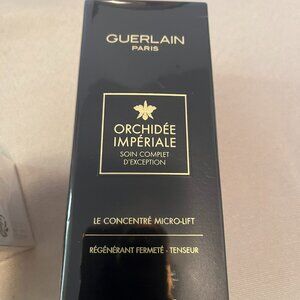 GUERLAIN
PARIS
ORCHIDÉE
IMPÉRIALE
SOIN COMPLET
D'EXCEPTION
LE CONCENTRÉ MICRO-LIFT
RÉGÉNÉRANT FERMETÉ - TENSEUR